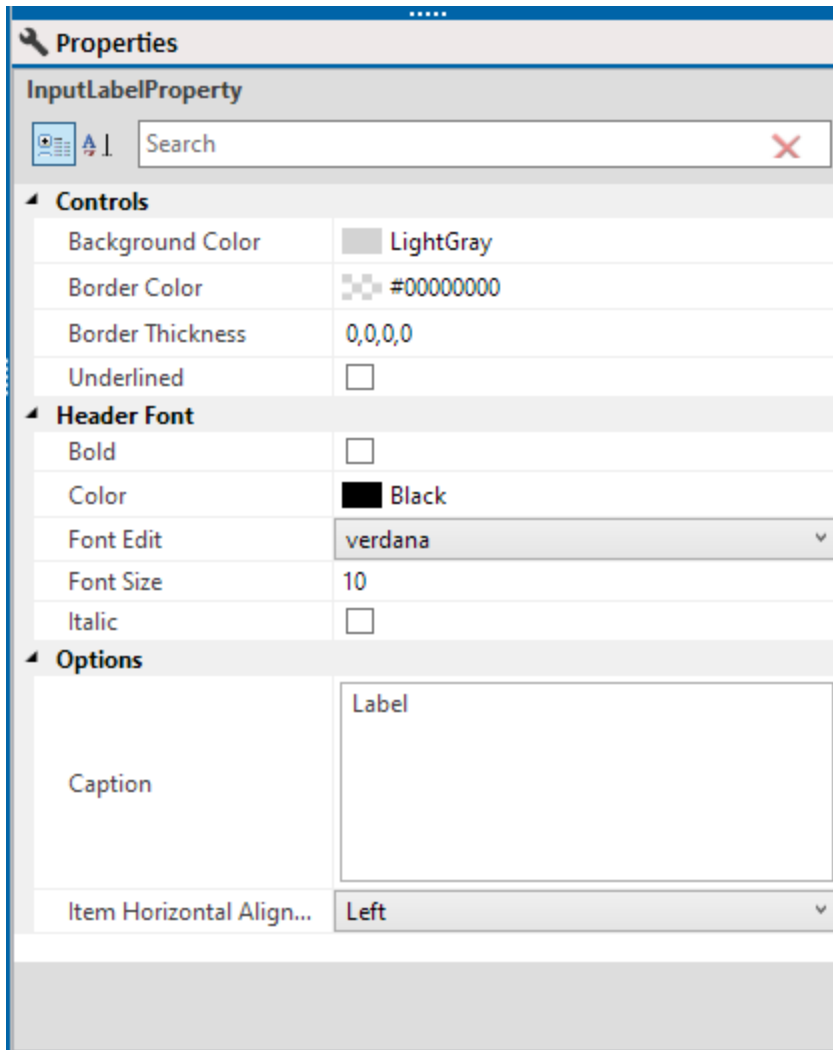 Properties
InputLabelProperty
Search
Controls
Background Color LightGray
Border Color #00000000
Border Thickness 0,0,0,0
Underlined
Header Font
Bold
Color Black
Font Edit verdana
Font Size 10
Italic
Options
Caption Label
Item Horizontal Align... Left